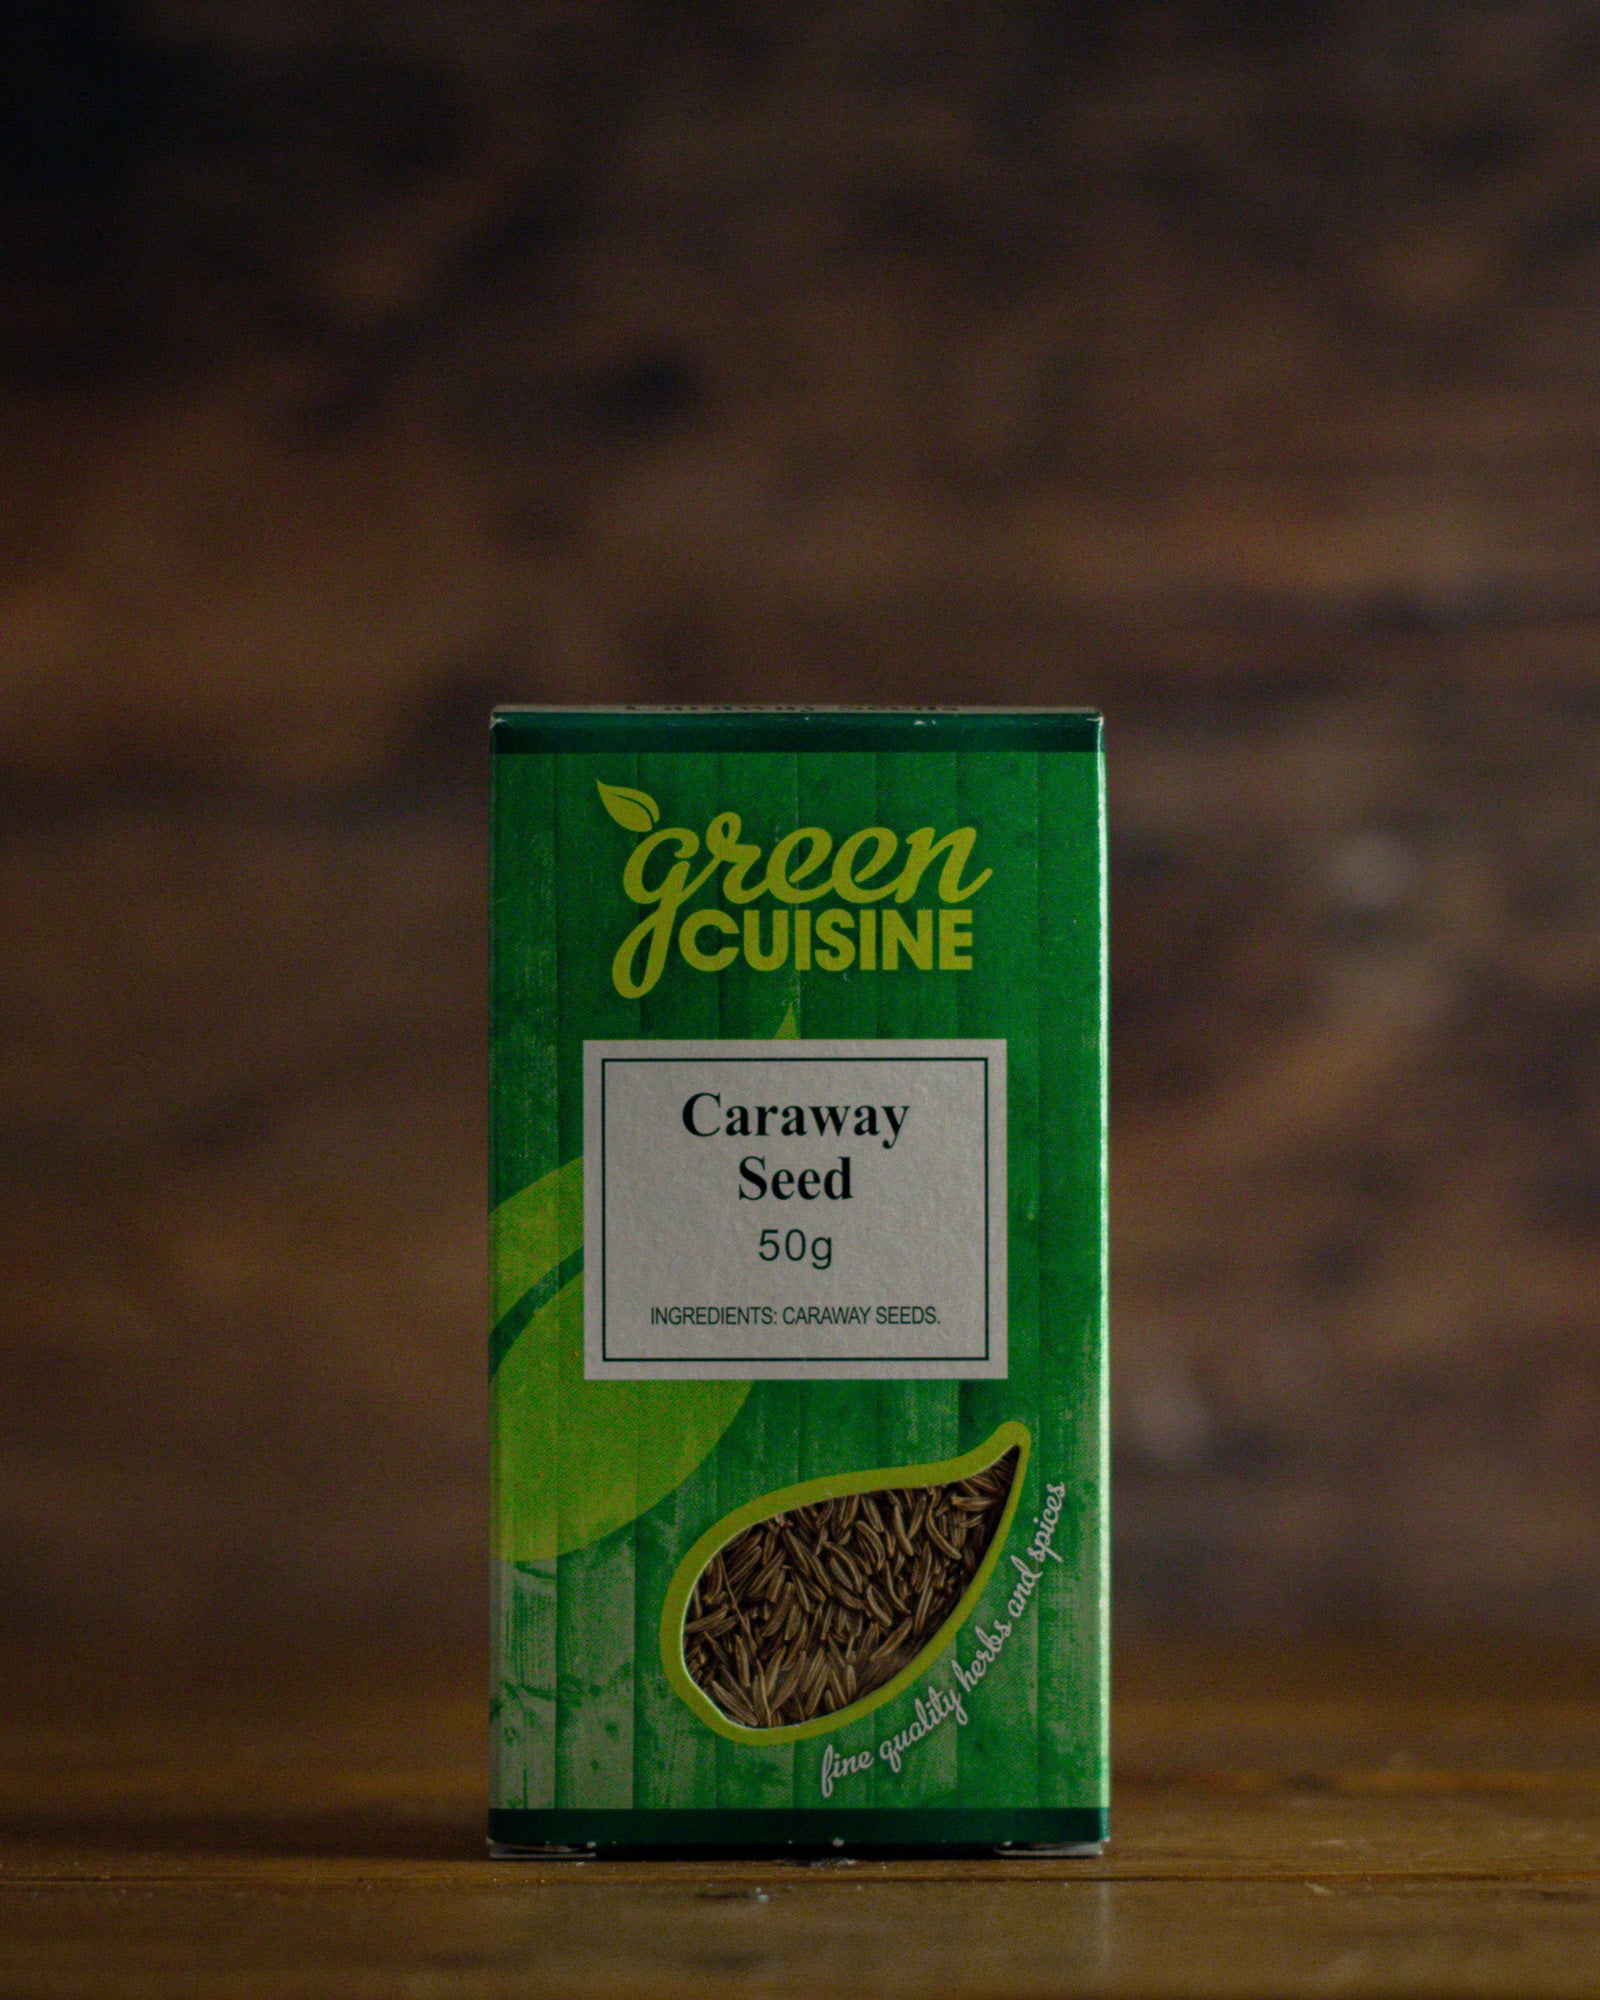 green
CUISINE
Caraway
Seed
50g
INGREDIENTS: CARAWAY SEEDS.
fine quality herbs and spices